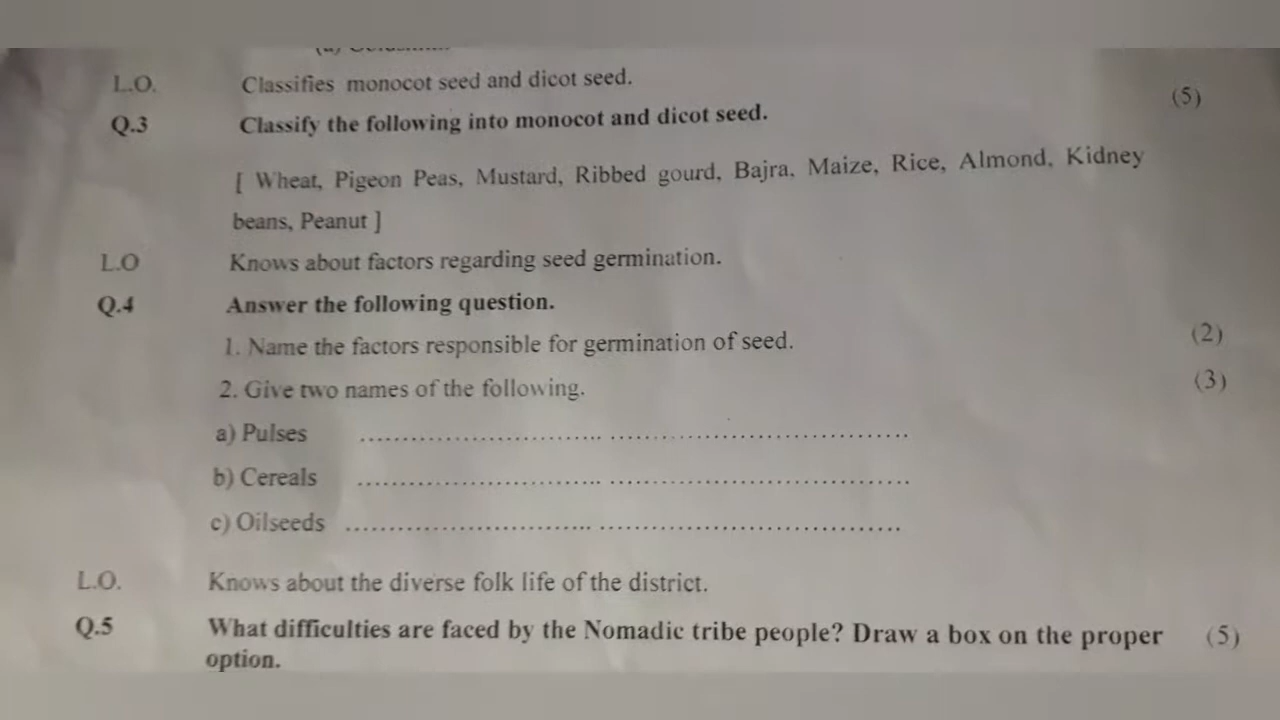 L.O. Classifies monocot seed and dicot seed.
Q.3 Classify the following into monocot and dicot seed. (5)
[ Wheat, Pigeon Peas, Mustard, Ribbed gourd, Bajra, Maize, Rice, Almond, Kidney
beans, Peanut ]
L.O Knows about factors regarding seed germination.
Q.4 Answer the following question.
1. Name the factors responsible for germination of seed. (2)
2. Give two names of the following. (3)
a) Pulses ............................. ....................................
b) Cereals ............................. ....................................
c) Oilseeds ............................. ....................................
L.O. Knows about the diverse folk life of the district.
Q.5 What difficulties are faced by the Nomadic tribe people? Draw a box on the proper (5)
option.